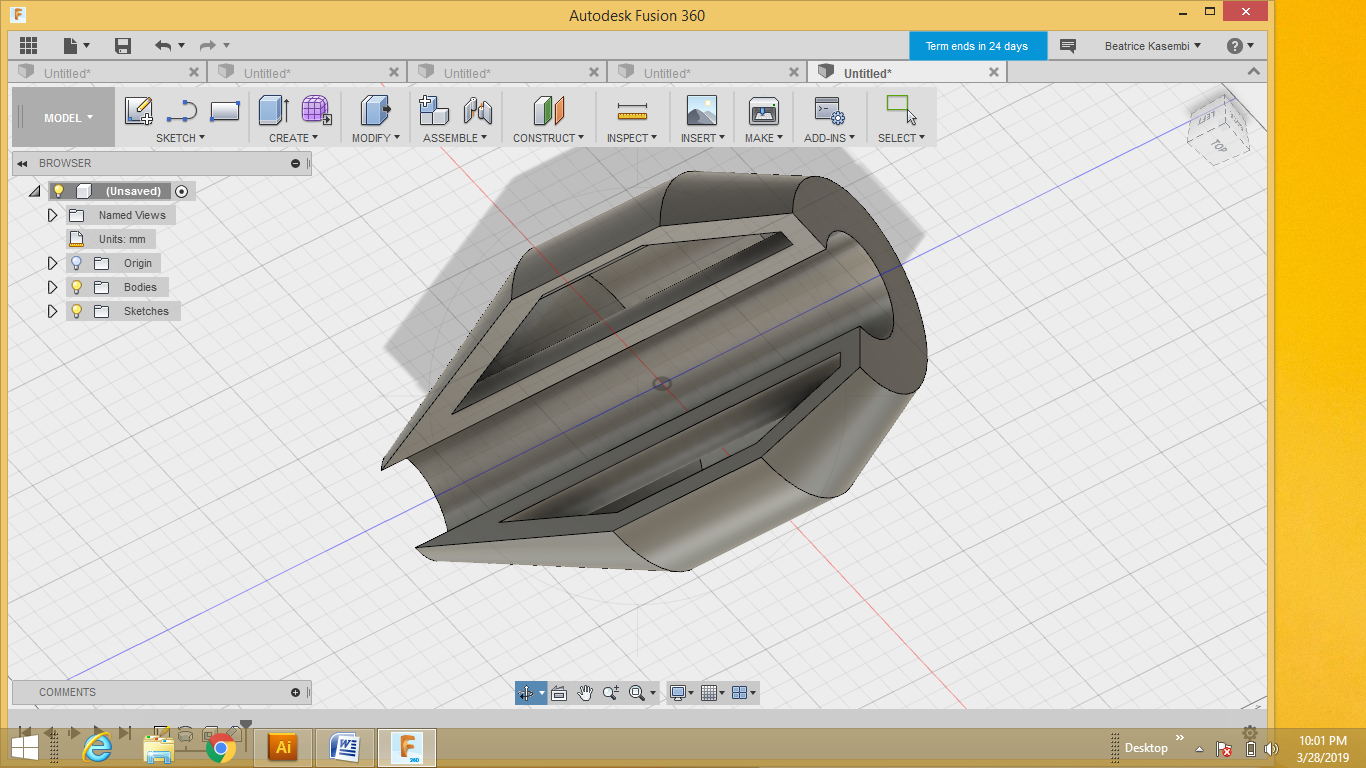 F
Autodesk Fusion 360
Term ends in 24 days
Beatrice Kasembi
?
Untitled*
Untitled*
Untitled*
Untitled*
Untitled*
MODEL
SKETCH
CREATE
MODIFY
ASSEMBLE
CONSTRUCT
INSPECT
INSERT
MAKE
ADD-INS
SELECT
LEFT
TOP
BROWSER
(Unsaved)
Named Views
Units: mm
Origin
Bodies
Sketches
COMMENTS
Ai
W
F
360
Desktop
10:01 PM
3/28/2019